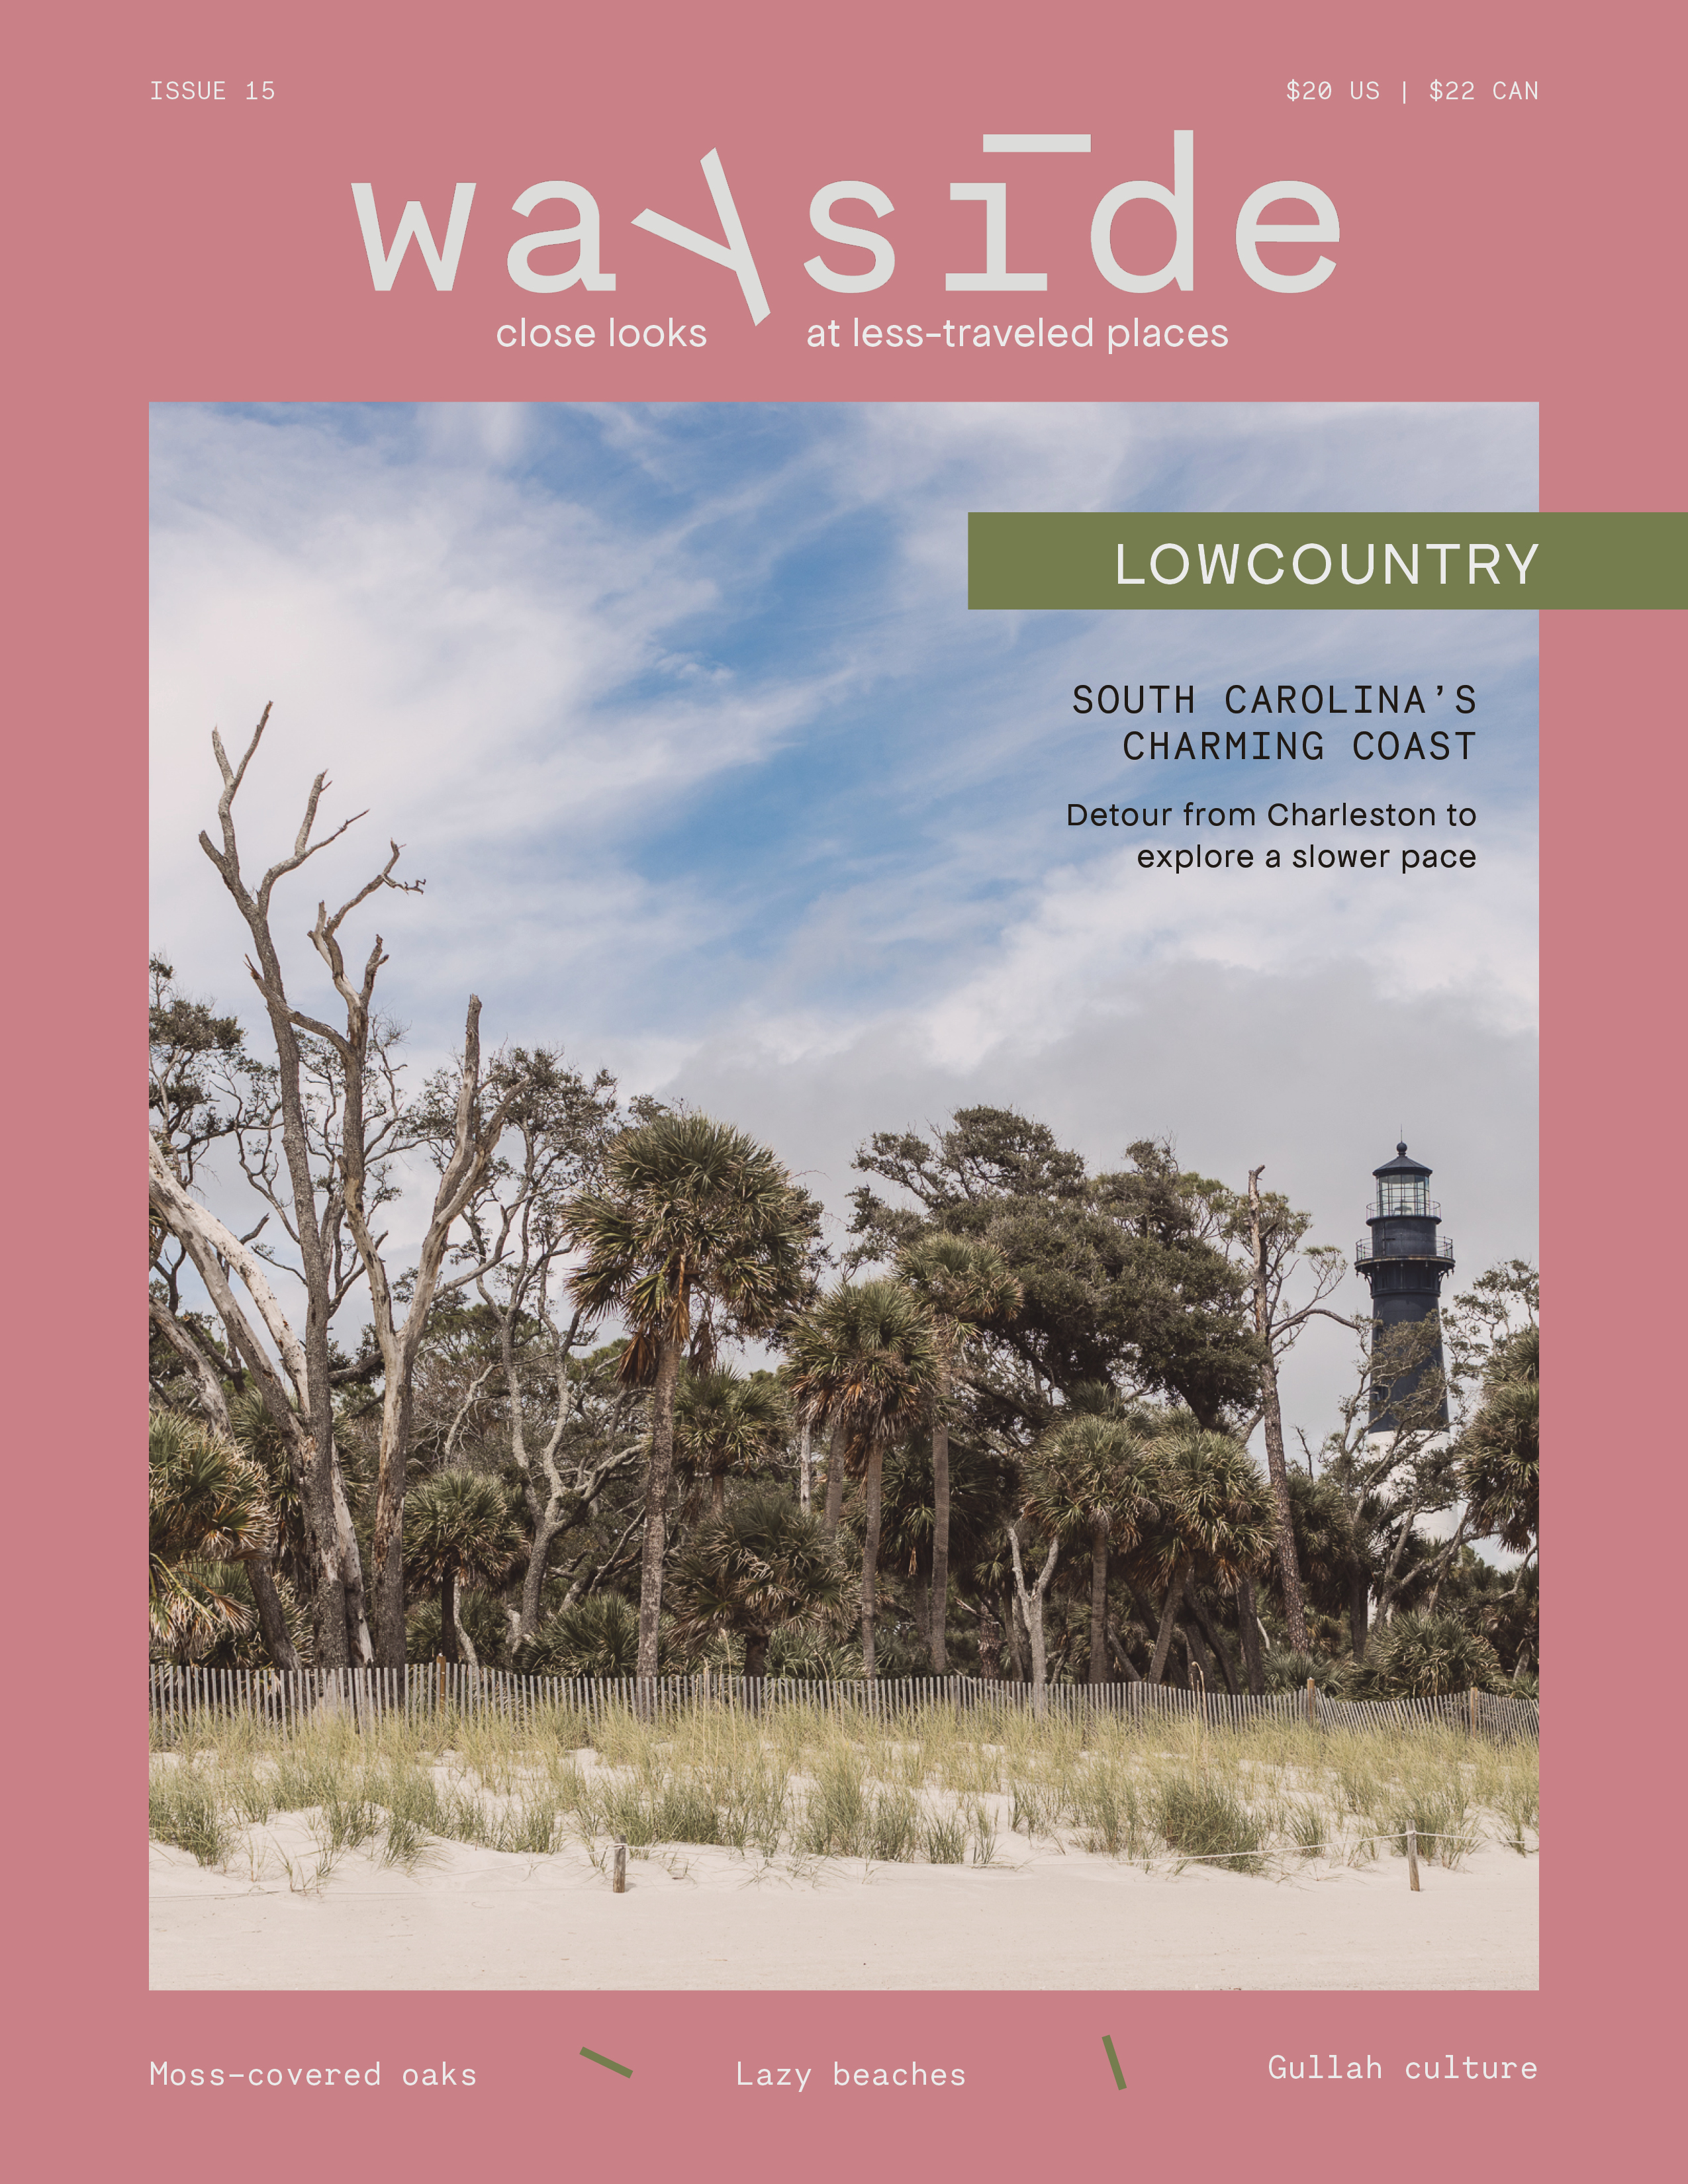 ISSUE 15
$20 US | $22 CAN
wayside
close looks at less-traveled places
LOWCOUNTRY
SOUTH CAROLINA’S
CHARMING COAST
Detour from Charleston to
explore a slower pace
Moss-covered oaks
Lazy beaches
Gullah culture